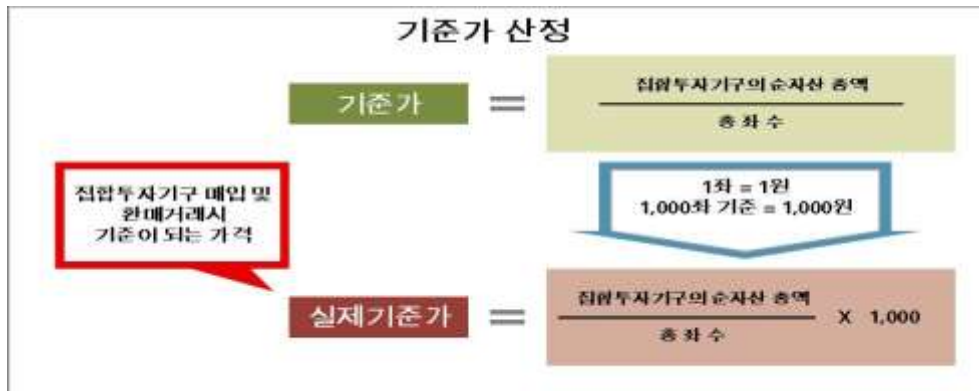 기준가 산정
기준가
=
집합투자기구의 순자산 총액
총 좌 수
집합투자기구 매입 및
환매거래시
기준이 되는 가격
1좌 = 1원
1,000좌 기준 = 1,000원
실제기준가
=
집합투자기구의 순자산 총액
총 좌 수
X 1,000